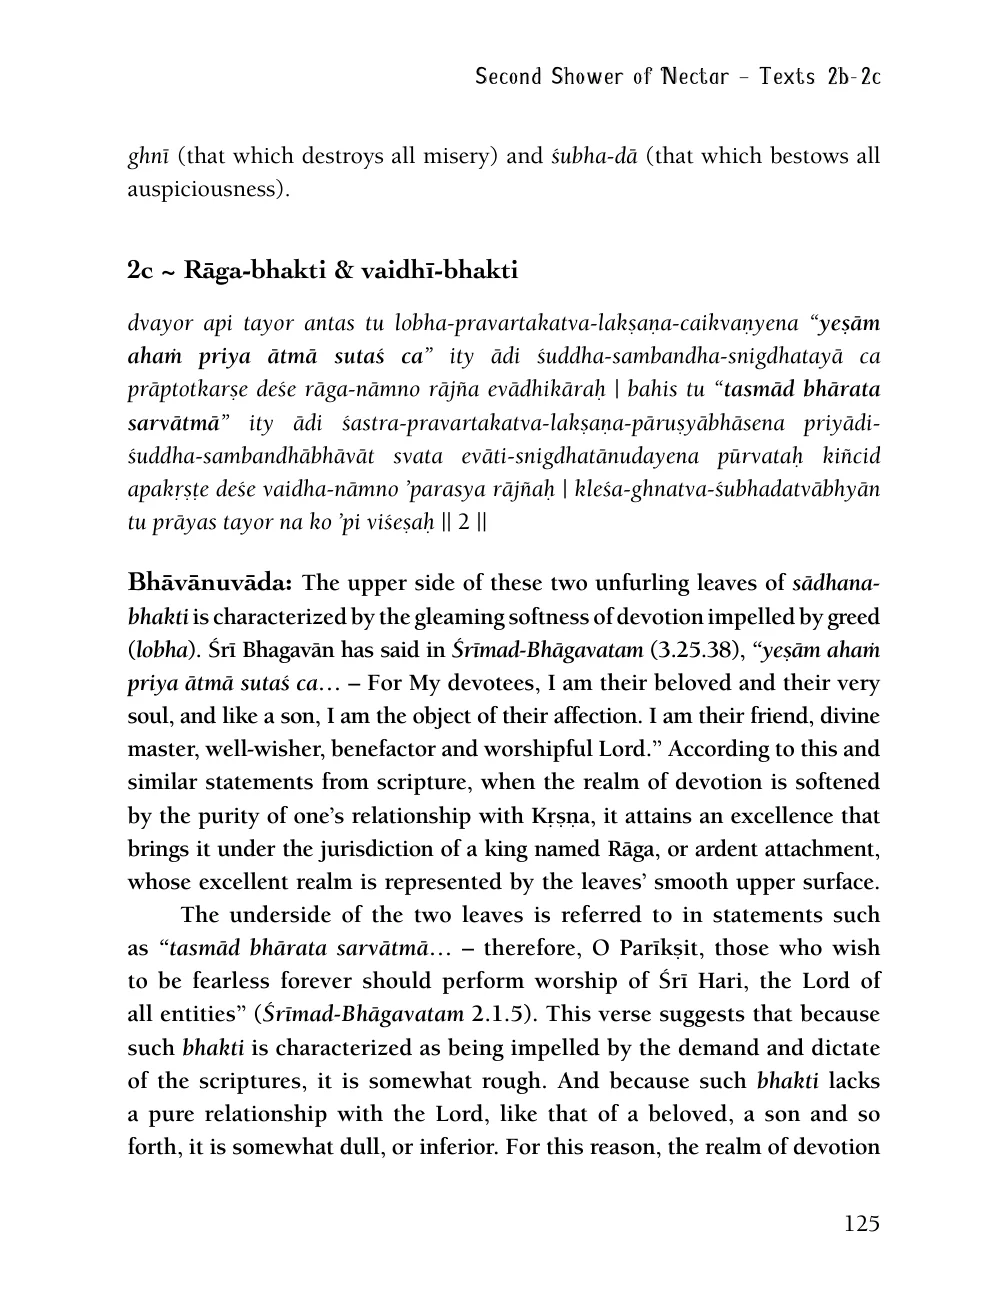 Second Shower of Nectar – Texts 2b-2c
ghnī (that which destroys all misery) and śubha-dā (that which bestows all
auspiciousness).
2c ~ Rāga-bhakti & vaidhī-bhakti
dvayor api tayor antas tu lobha-pravartakatva-lakṣaṇa-caikvaṇyena “yeṣām
ahaṁ priya ātmā sutaś ca” ity ādi śuddha-sambandha-snigdhatayā ca
prāptotkarṣe deśe rāga-nāmno rājña evādhikāraḥ | bahis tu “tasmād bhārata
sarvātmā” ity ādi śastra-pravartakatva-lakṣaṇa-pāruṣyābhāsena priyādi-
śuddha-sambandhābhāvāt svata evāti-snigdhatānudayena pūrvataḥ kiñcid
apakṛṣṭe deśe vaidha-nāmno ’parasya rājñaḥ | kleśa-ghnatva-śubhadatvābhyān
tu prāyas tayor na ko ’pi viśeṣaḥ || 2 ||
Bhāvānuvāda: The upper side of these two unfurling leaves of sādhana-
bhakti is characterized by the gleaming softness of devotion impelled by greed
(lobha). Śrī Bhagavān has said in Śrīmad-Bhāgavatam (3.25.38), “yeṣām ahaṁ
priya ātmā sutaś ca… – For My devotees, I am their beloved and their very
soul, and like a son, I am the object of their affection. I am their friend, divine
master, well-wisher, benefactor and worshipful Lord.” According to this and
similar statements from scripture, when the realm of devotion is softened
by the purity of one’s relationship with Kṛṣṇa, it attains an excellence that
brings it under the jurisdiction of a king named Rāga, or ardent attachment,
whose excellent realm is represented by the leaves’ smooth upper surface.
The underside of the two leaves is referred to in statements such
as “tasmād bhārata sarvātmā… – therefore, O Parīkṣit, those who wish
to be fearless forever should perform worship of Śrī Hari, the Lord of
all entities” (Śrīmad-Bhāgavatam 2.1.5). This verse suggests that because
such bhakti is characterized as being impelled by the demand and dictate
of the scriptures, it is somewhat rough. And because such bhakti lacks
a pure relationship with the Lord, like that of a beloved, a son and so
forth, it is somewhat dull, or inferior. For this reason, the realm of devotion
125